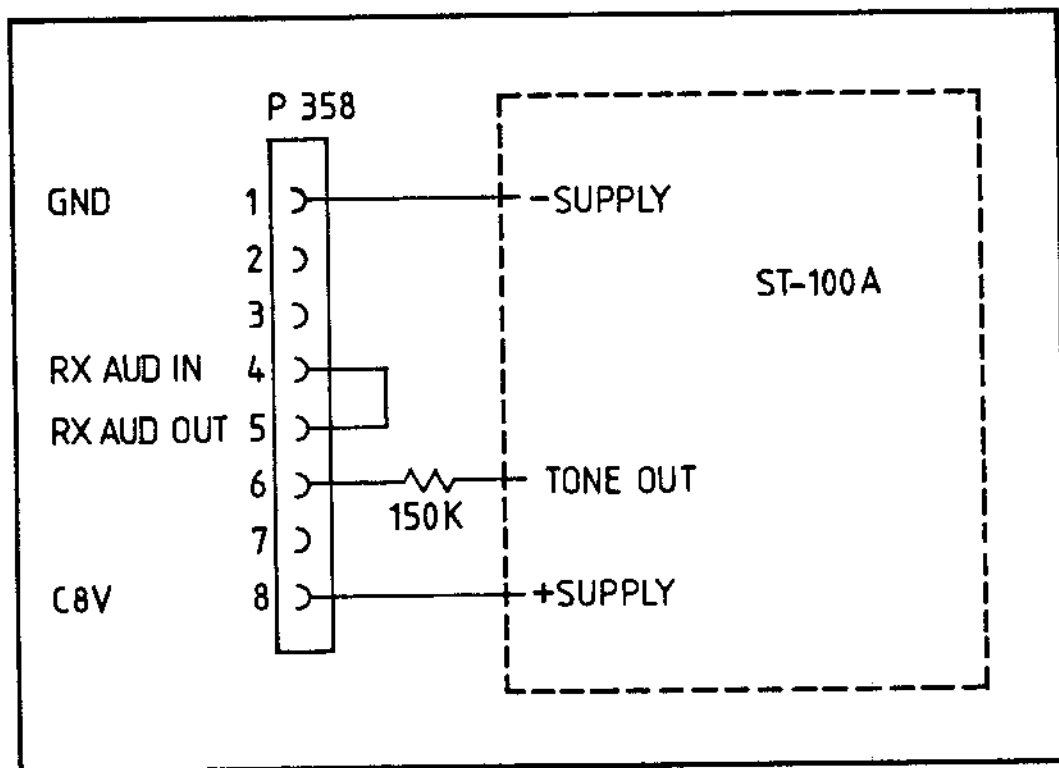 P 358
GND 1 -SUPPLY
2
ST-100A
3
RX AUD IN 4
RX AUD OUT 5
6 TONE OUT
150K
7
C8V 8 +SUPPLY